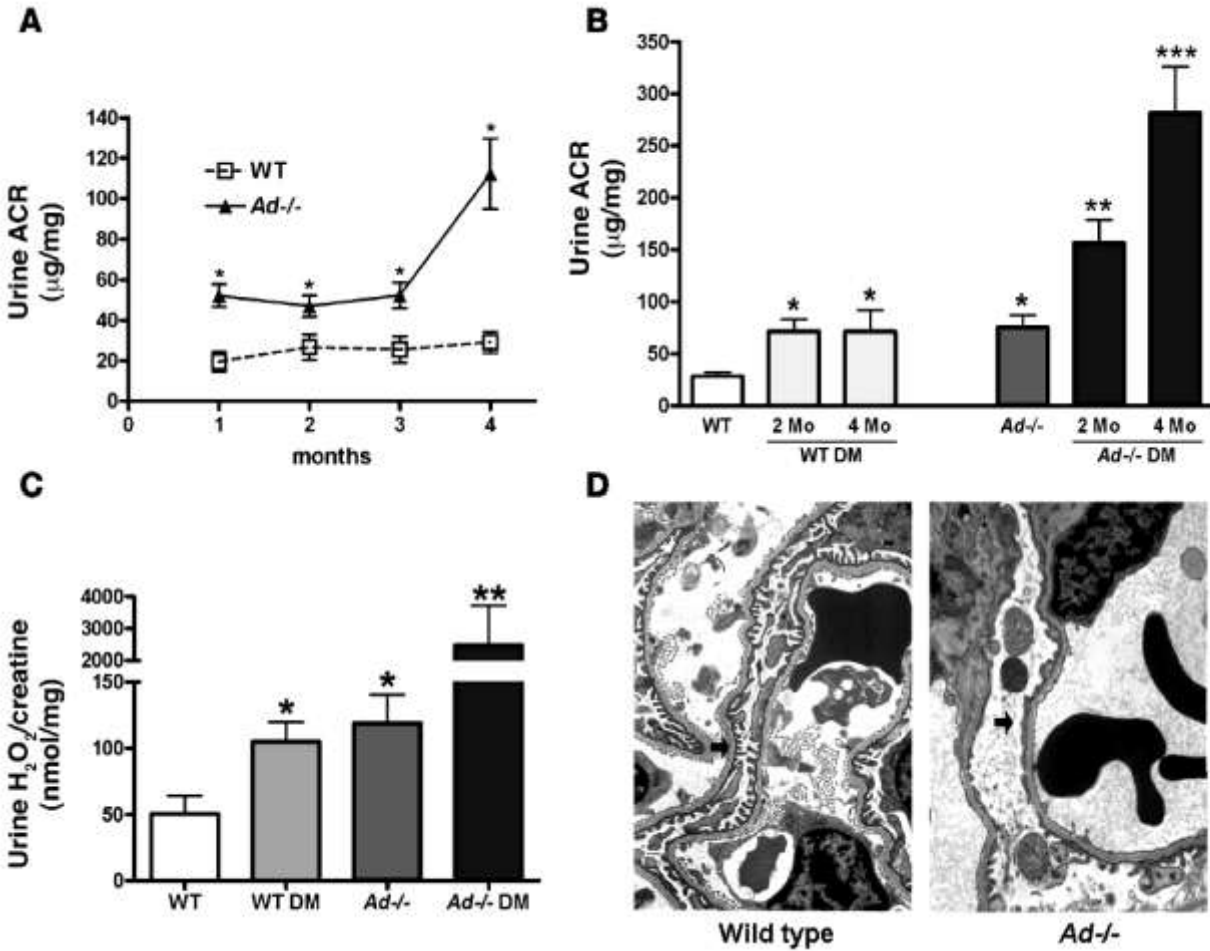 A
Urine ACR
(μg/mg)
140
120
100
80
60
40
20
0
WT
Ad-/-
*
*
*
*
0
1
2
3
4
months
B
Urine ACR
(μg/mg)
350
300
250
200
150
100
50
0
*
*
*
**
***
WT
2 Mo
4 Mo
WT DM
Ad-/-
2 Mo
4 Mo
Ad-/- DM
C
Urine H₂O₂/creatine
(nmol/mg)
4000
3000
2000
150
100
50
0
*
*
**
WT
WT DM
Ad-/-
Ad-/- DM
D
Wild type
Ad-/-